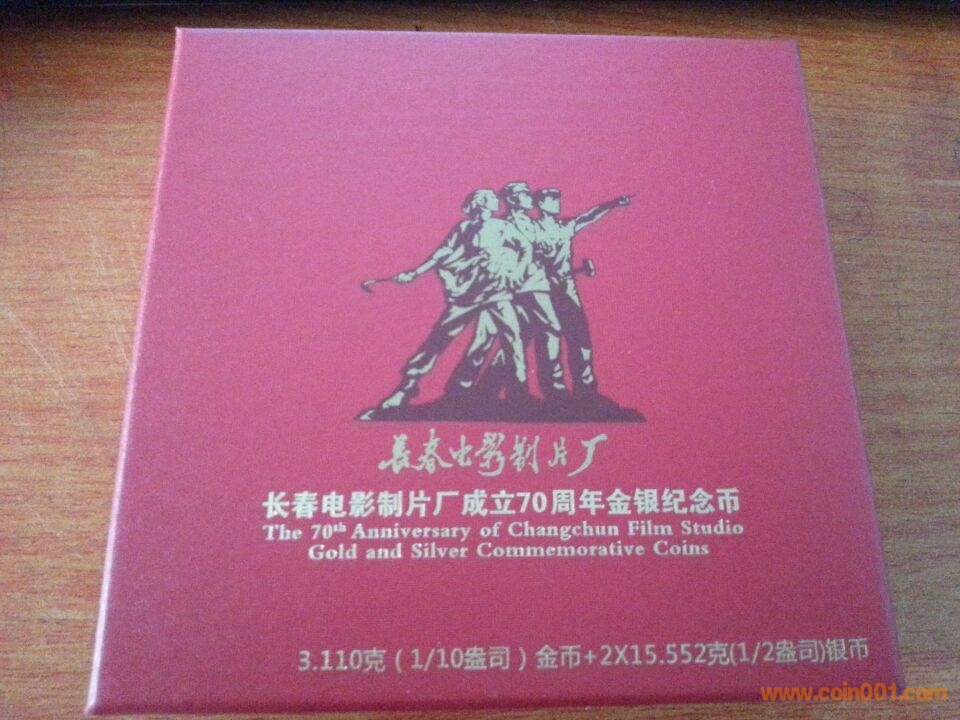 长春电影制片厂
长春电影制片厂成立70周年金银纪念币
The 70th Anniversary of Changchun Film Studio
Gold and Silver Commemorative Coins
3.110克（1/10盎司）金币+2X15.552克(1/2盎司)银币
www.coin001.com